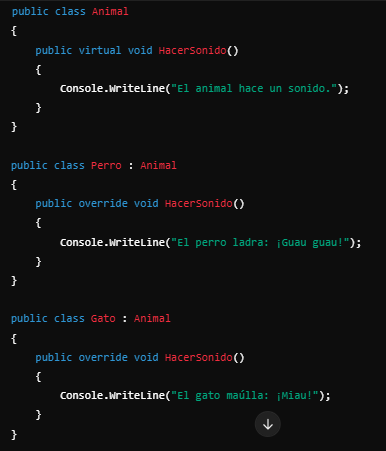 public class Animal
{
    public virtual void HacerSonido()
    {
        Console.WriteLine("El animal hace un sonido.");
    }
}

public class Perro : Animal
{
    public override void HacerSonido()
    {
        Console.WriteLine("El perro ladra: ¡Guau guau!");
    }
}

public class Gato : Animal
{
    public override void HacerSonido()
    {
        Console.WriteLine("El gato maúlla: ¡Miau!");
    }
}